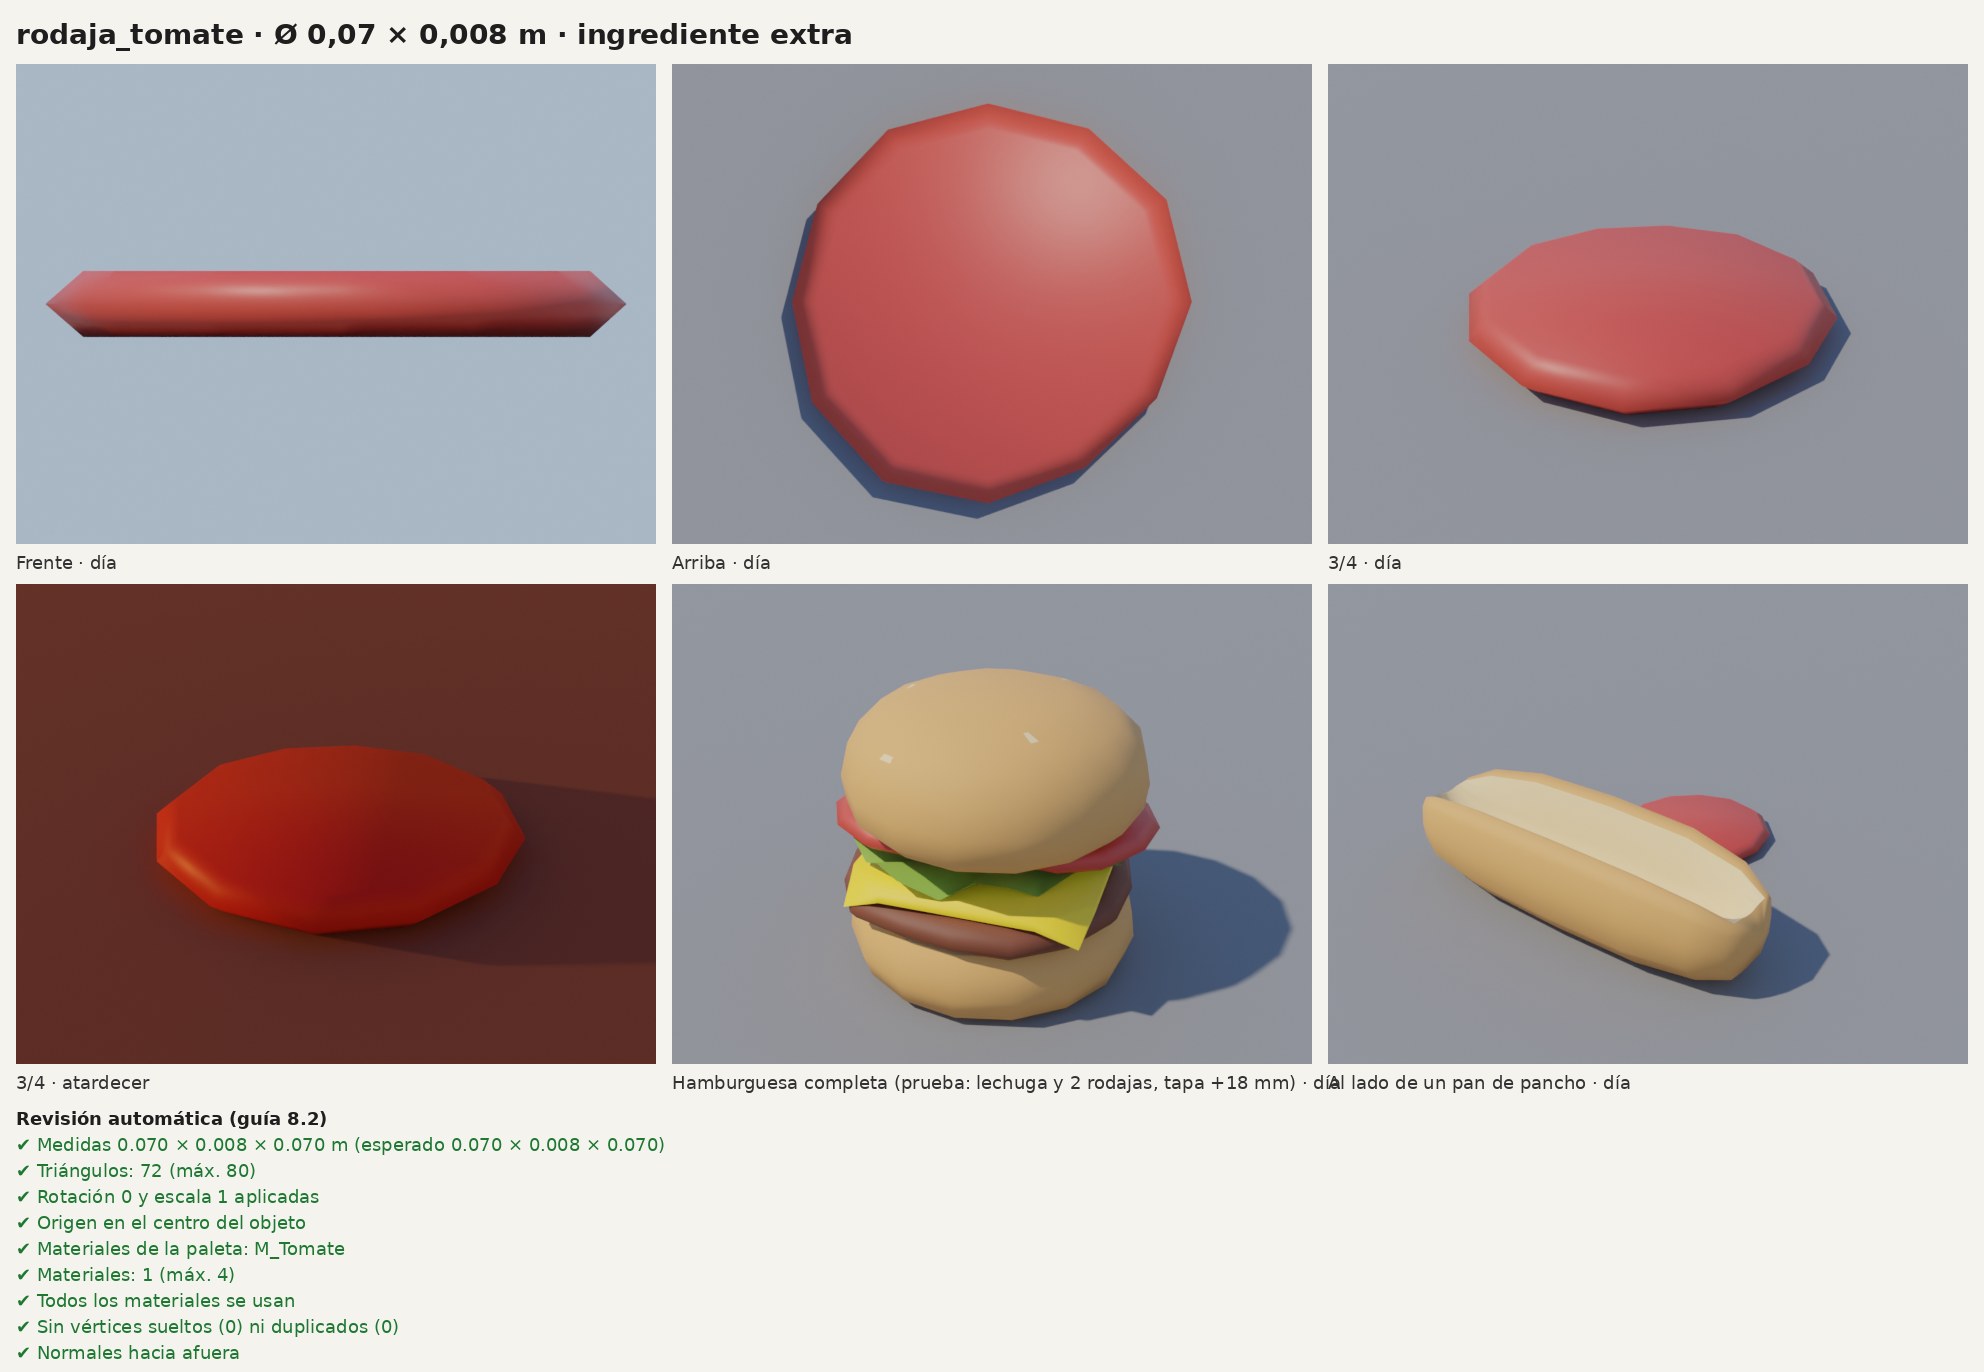 rodaja_tomate · Ø 0,07 × 0,008 m · ingrediente extra
Frente · día
Arriba · día
3/4 · día
3/4 · atardecer
Hamburguesa completa (prueba: lechuga y 2 rodajas, tapa +18 mm) · día
Al lado de un pan de pancho · día
Revisión automática (guía 8.2)
✔ Medidas 0.070 × 0.008 × 0.070 m (esperado 0.070 × 0.008 × 0.070)
✔ Triángulos: 72 (máx. 80)
✔ Rotación 0 y escala 1 aplicadas
✔ Origen en el centro del objeto
✔ Materiales de la paleta: M_Tomate
✔ Materiales: 1 (máx. 4)
✔ Todos los materiales se usan
✔ Sin vértices sueltos (0) ni duplicados (0)
✔ Normales hacia afuera